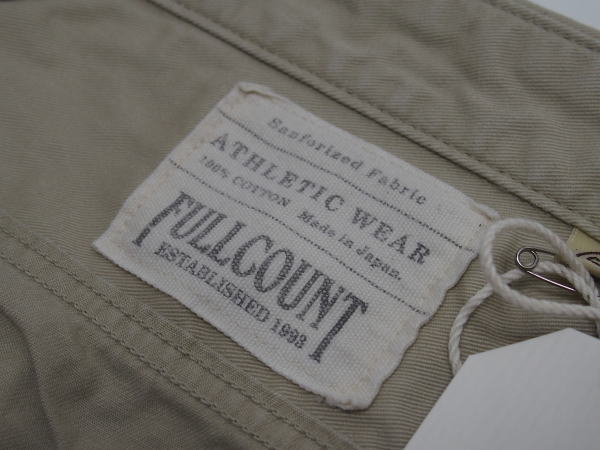 Sanforized Fabric
ATHLETIC WEAR
100% COTTON Made in Japan.
FULLCOUNT
ESTABLISHED 1993